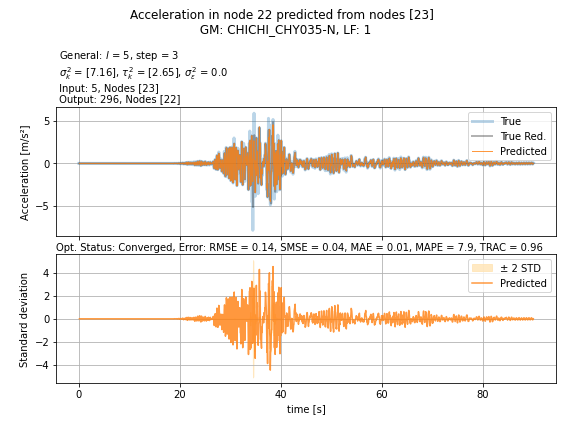 Acceleration in node 22 predicted from nodes [23]
GM: CHICHI_CHY035-N, LF: 1
General: l = 5, step = 3
σ²ₖ = [7.16], τ²ₖ = [2.65], σ²ε = 0.0
Input: 5, Nodes [23]
Output: 296, Nodes [22]
True
True Red.
Predicted
Acceleration [m/s²]
5
0
−5
Opt. Status: Converged, Error: RMSE = 0.14, SMSE = 0.04, MAE = 0.01, MAPE = 7.9, TRAC = 0.96
± 2 STD
Predicted
Standard deviation
4
2
0
−2
−4
0 20 40 60 80
time [s]